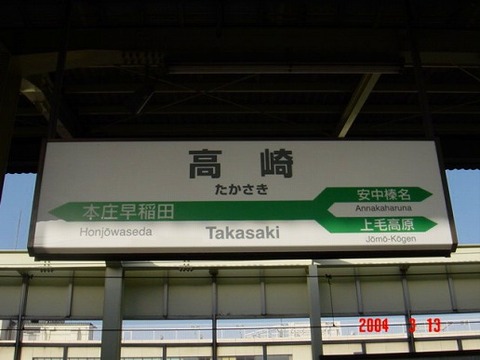 高崎
たかさき
本庄早稲田
Honjōwaseda
Takasaki
安中榛名
Annakaharuna
上毛高原
Jōmō-Kōgen
2004 3 13